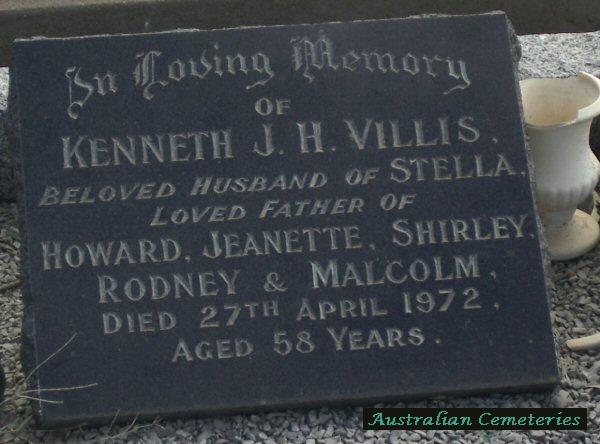 In Loving Memory
OF
KENNETH J. H. VILLIS.
BELOVED HUSBAND OF STELLA,
LOVED FATHER OF
HOWARD, JEANETTE, SHIRLEY,
RODNEY & MALCOLM,
DIED 27TH APRIL 1972.
AGED 58 YEARS.
Australian Cemeteries